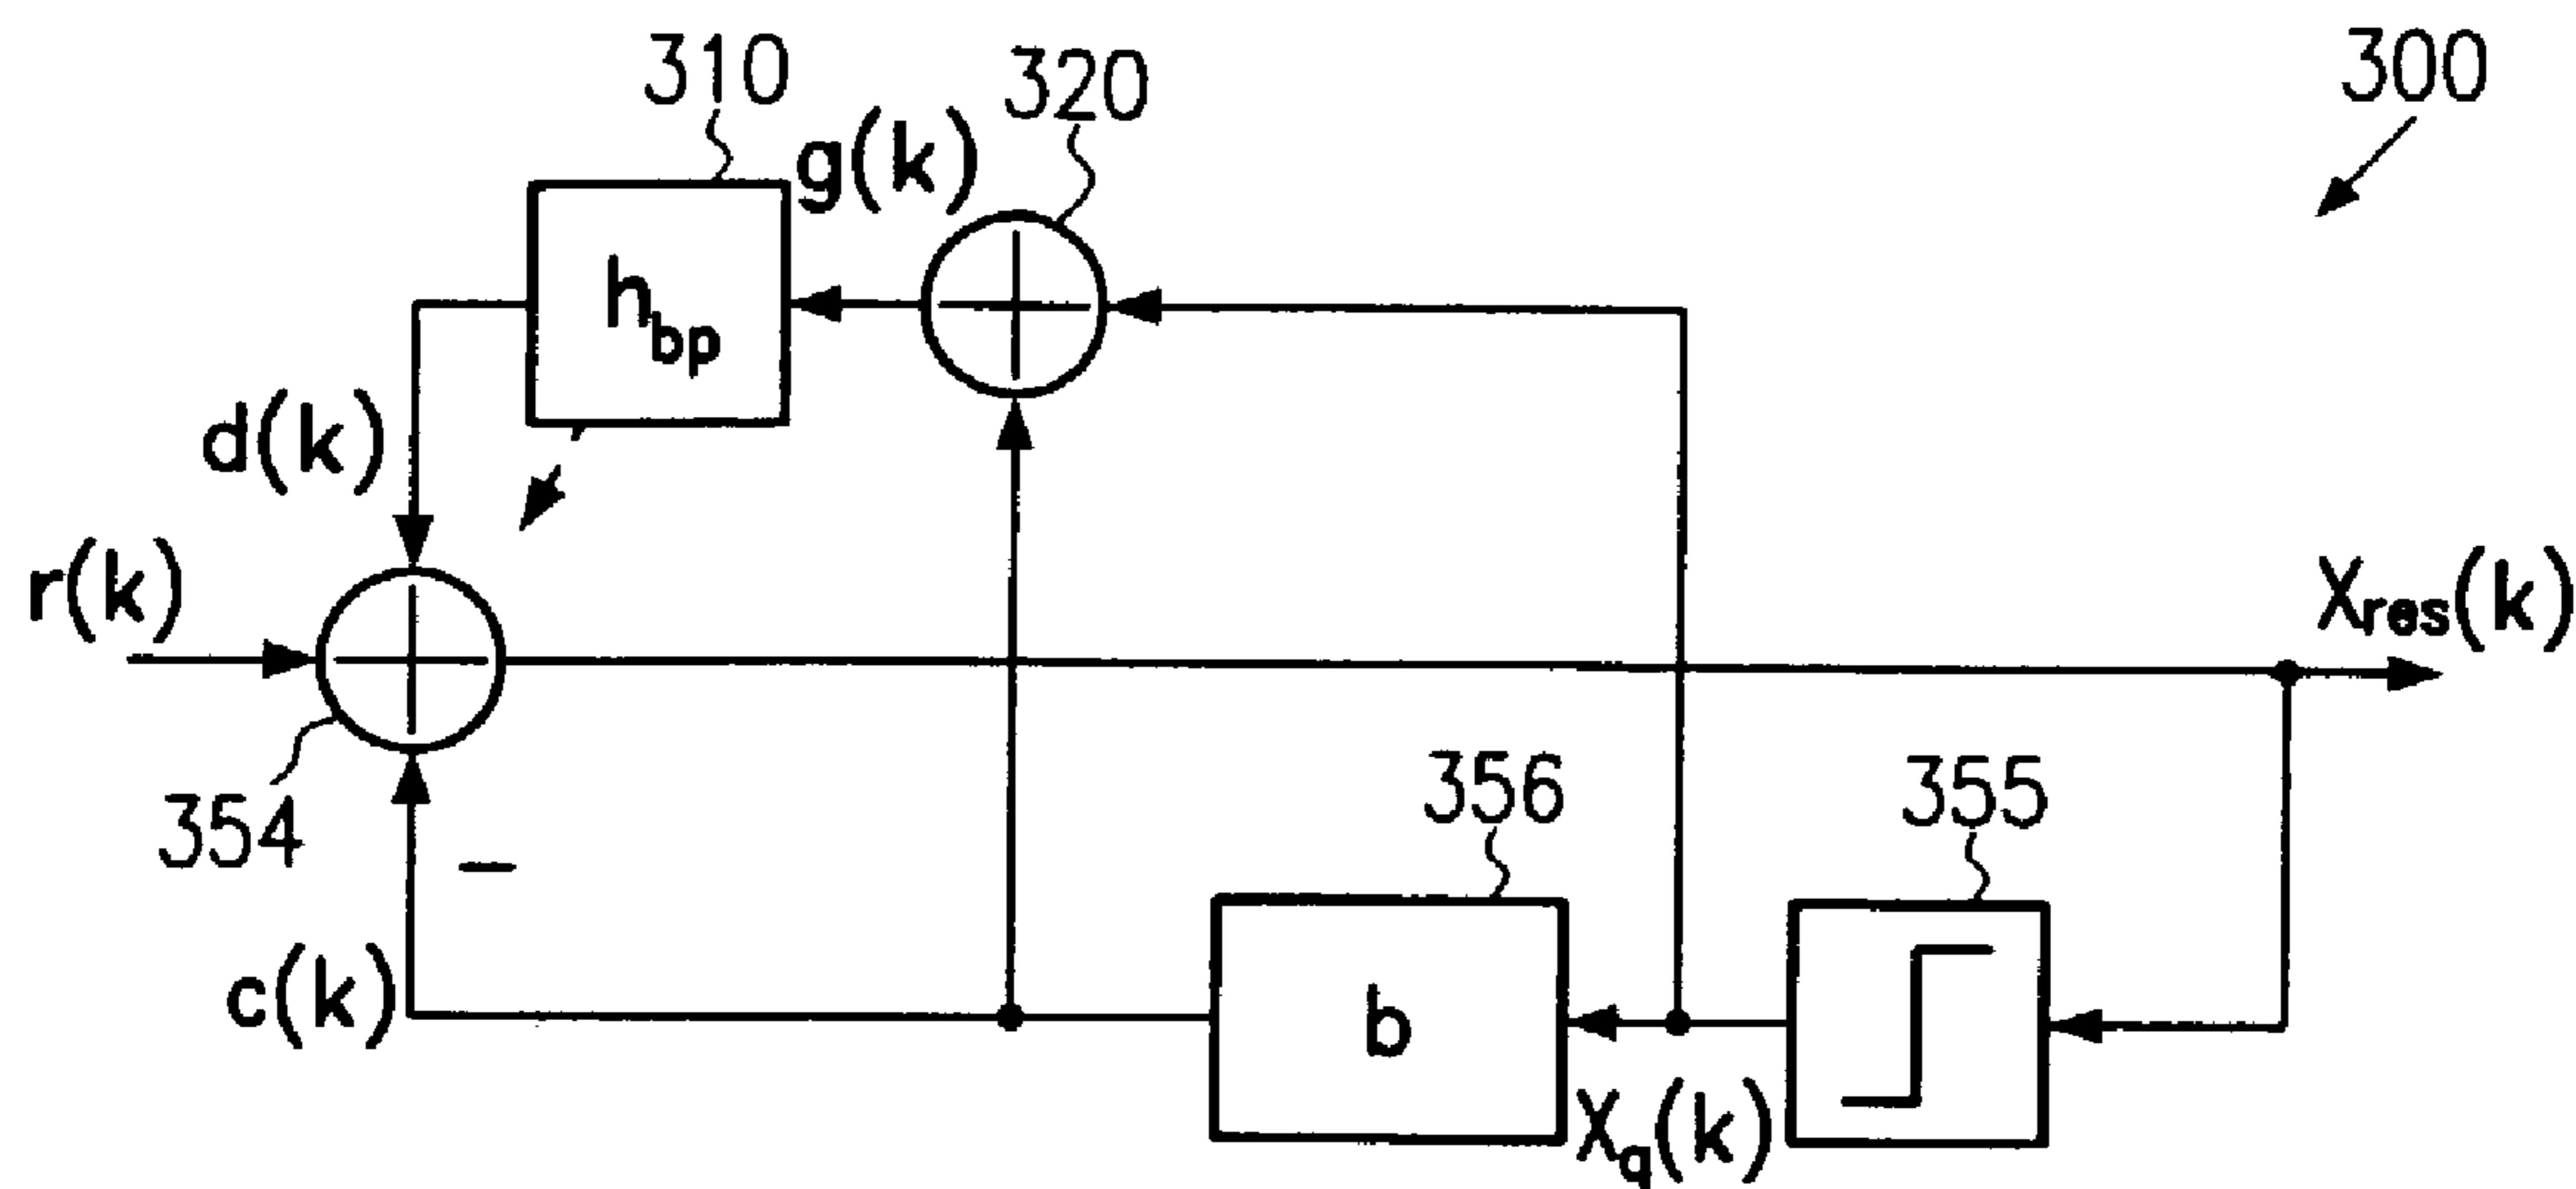 310
320
300
g(k)
h_bp
d(k)
r(k)
X_res(k)
354
–
356
355
c(k)
b
X_q(k)